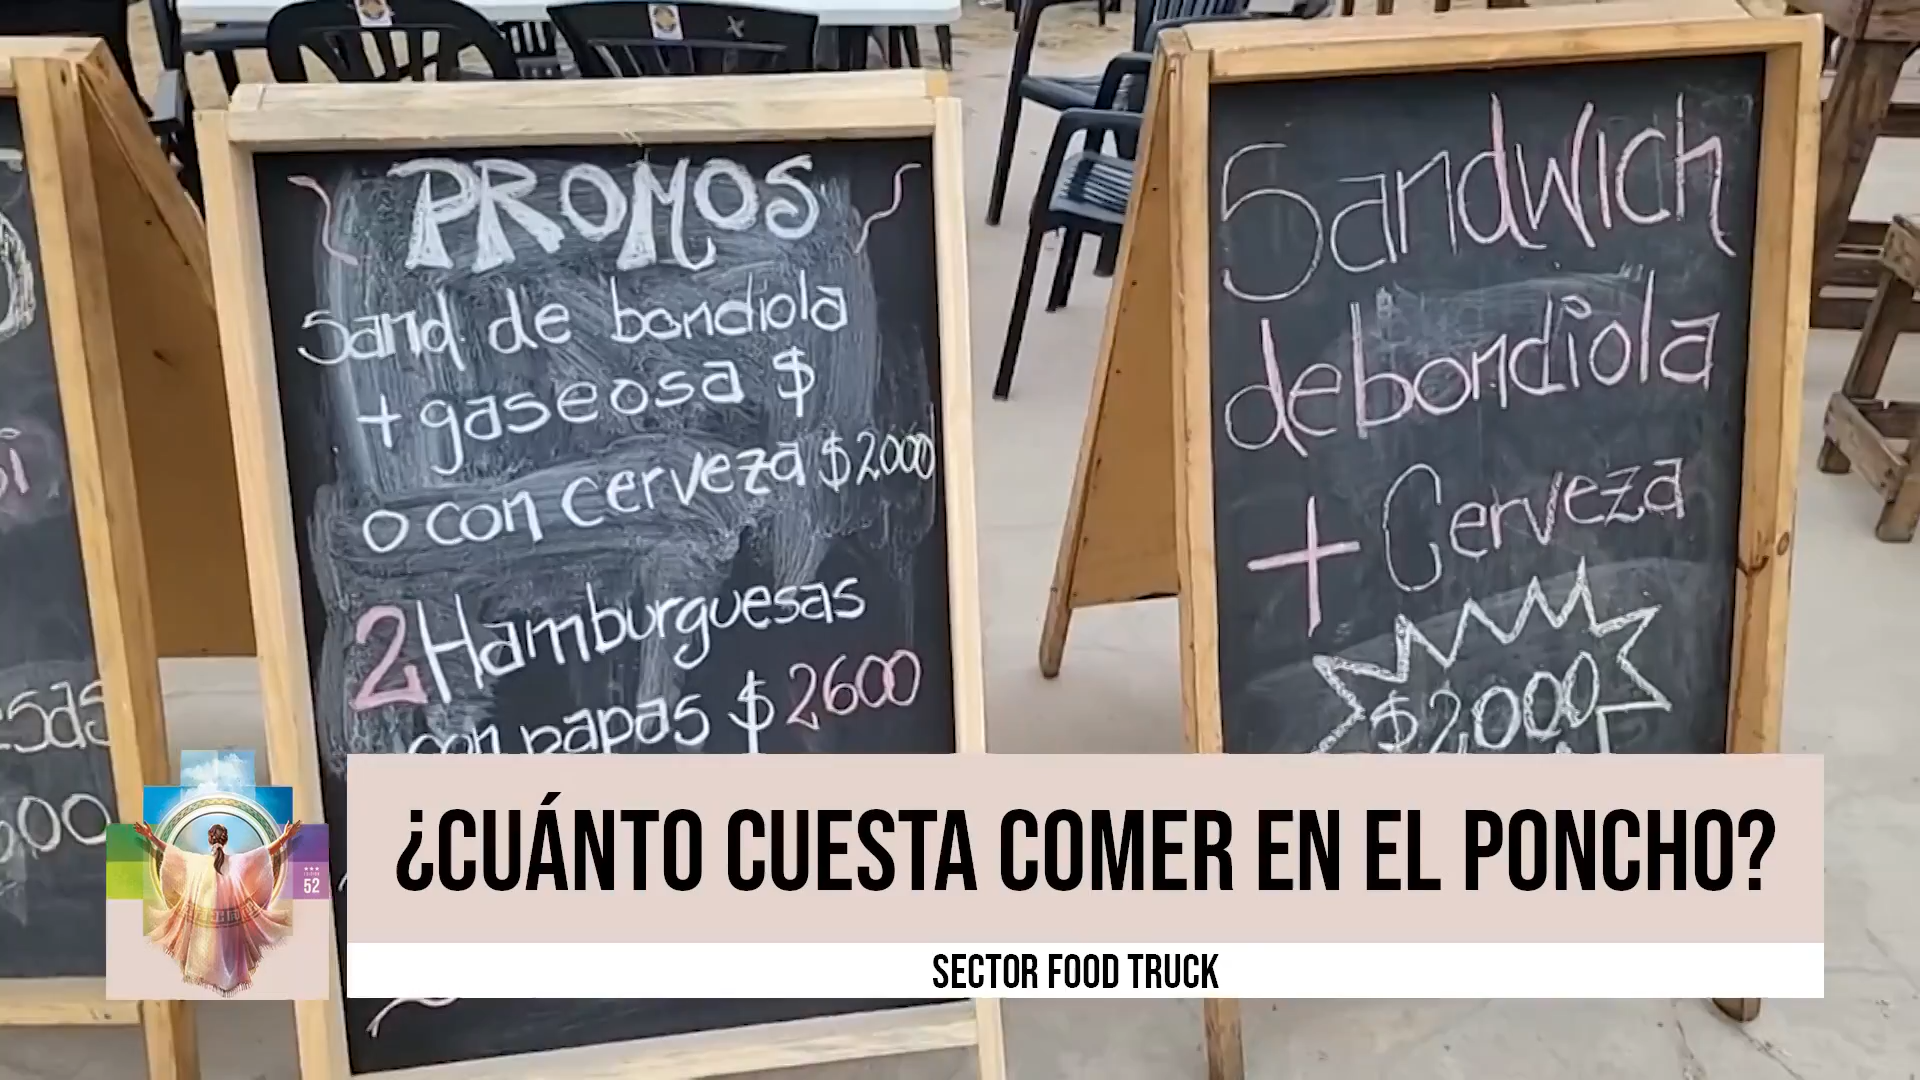 PROMOS
Sand de bondiola
+ gaseosa $
o con cerveza $2000
2 Hamburguesas
con papas $2600
Sandwich
de bondiola
+ Cerveza
$2000
¿CUÁNTO CUESTA COMER EN EL PONCHO?
SECTOR FOOD TRUCK
52